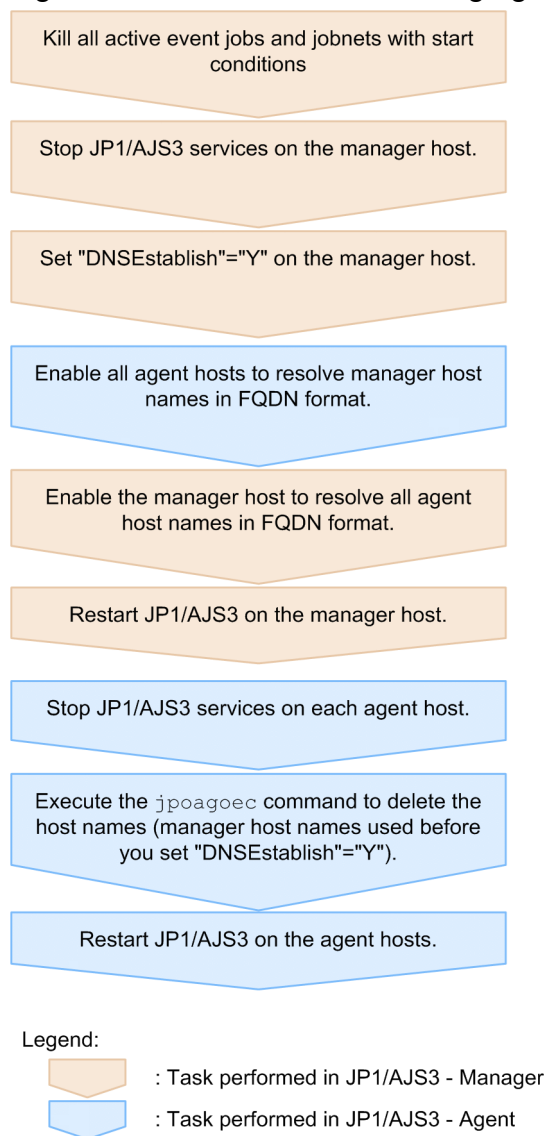 Kill all active event jobs and jobnets with start
conditions
Stop JP1/AJS3 services on the manager host.
Set "DNSEstablish"="Y" on the manager host.
Enable all agent hosts to resolve manager host
names in FQDN format.
Enable the manager host to resolve all agent
host names in FQDN format.
Restart JP1/AJS3 on the manager host.
Stop JP1/AJS3 services on each agent host.
Execute the jpoagoec command to delete the
host names (manager host names used before
you set "DNSEstablish"="Y").
Restart JP1/AJS3 on the agent hosts.
Legend:
: Task performed in JP1/AJS3 - Manager
: Task performed in JP1/AJS3 - Agent